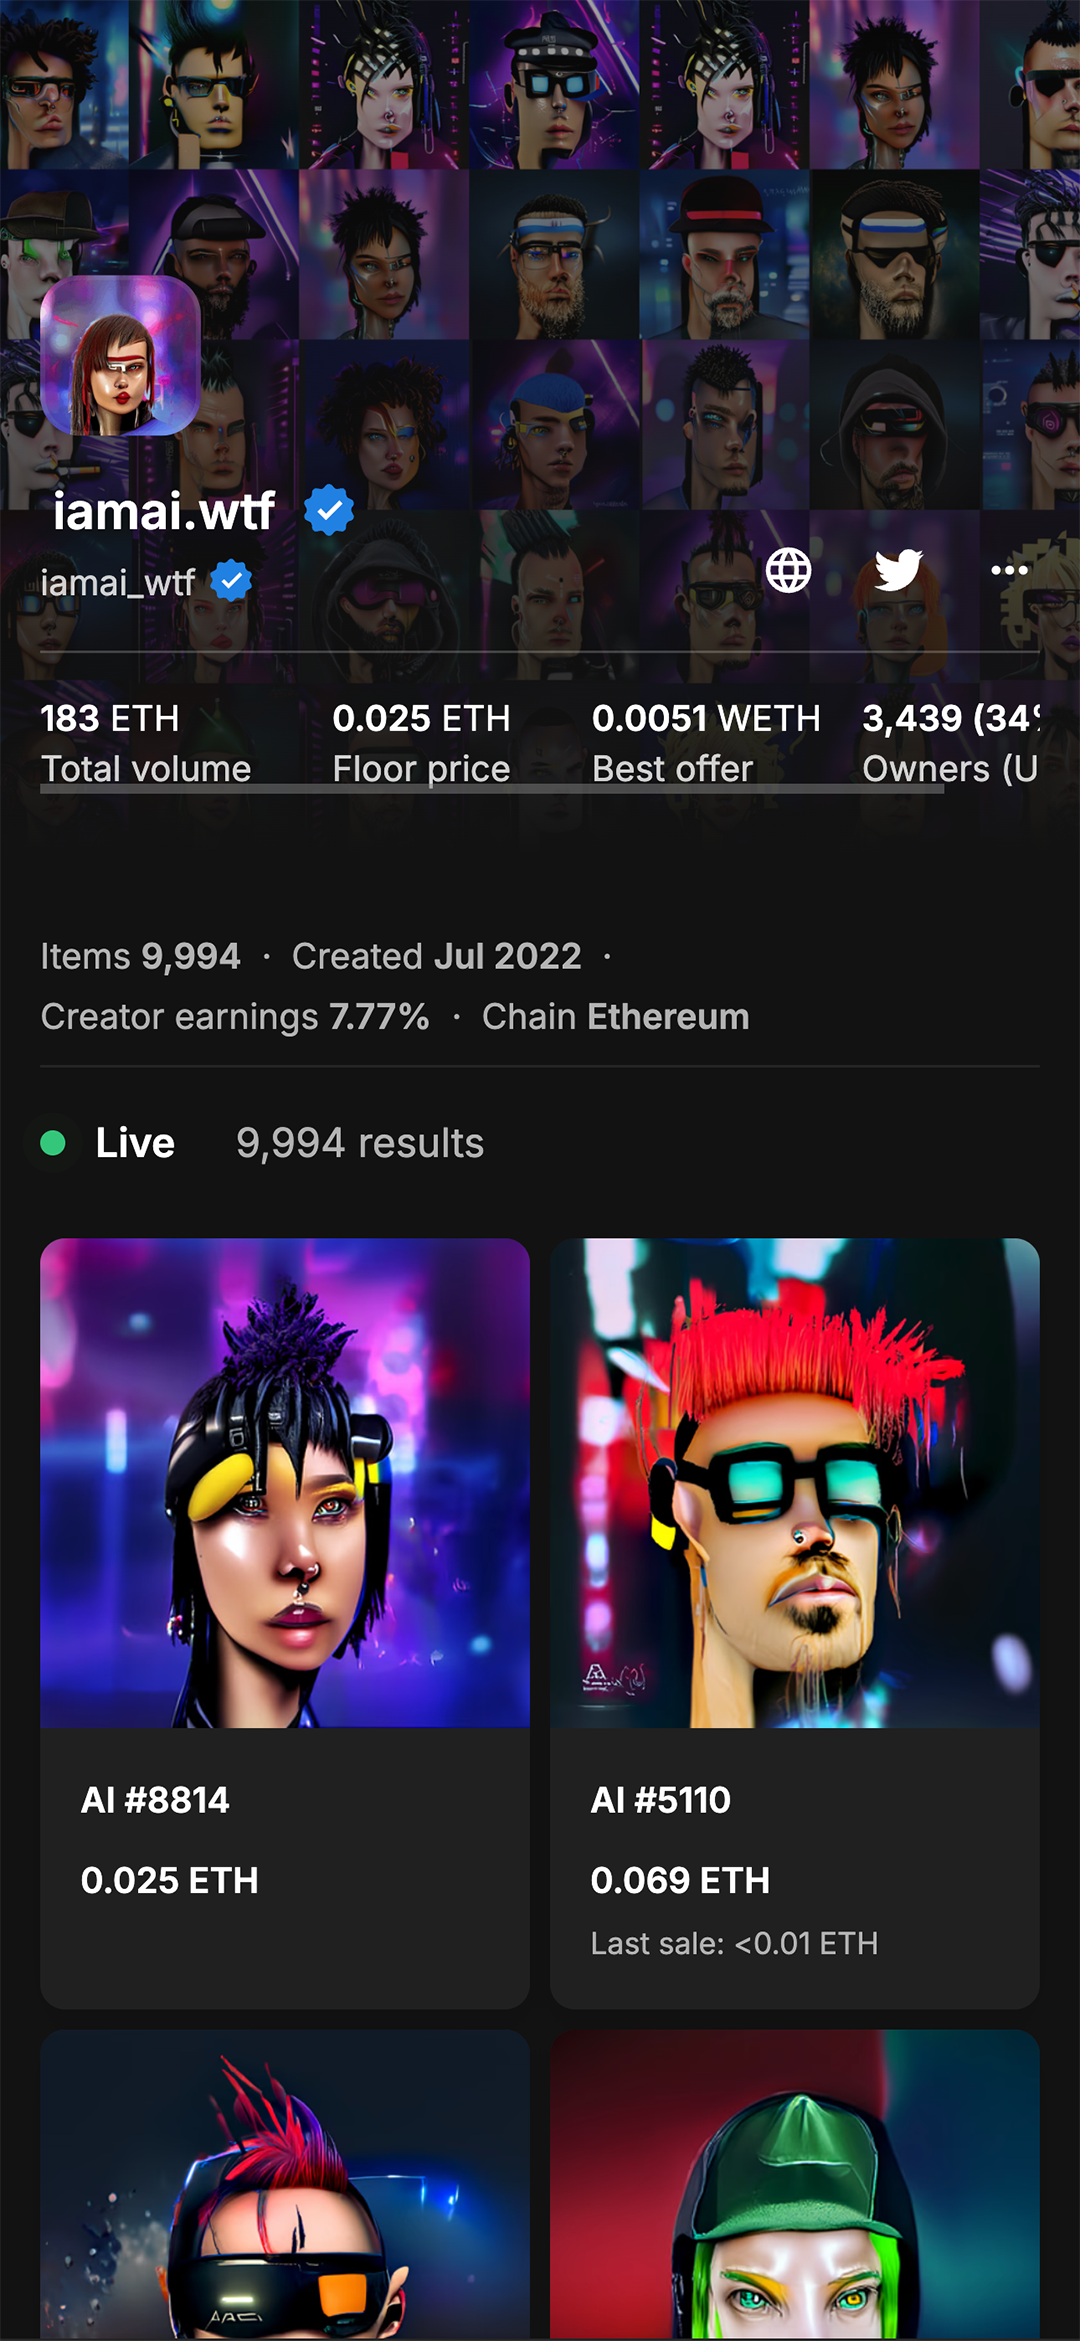 iamai.wtf
iamai_wtf
183 ETH
Total volume
0.025 ETH
Floor price
0.0051 WETH
Best offer
3,439 (34%
Owners (U
Items 9,994 · Created Jul 2022 ·
Creator earnings 7.77% · Chain Ethereum
Live 9,994 results
AI #8814
0.025 ETH
AI #5110
0.069 ETH
Last sale: <0.01 ETH